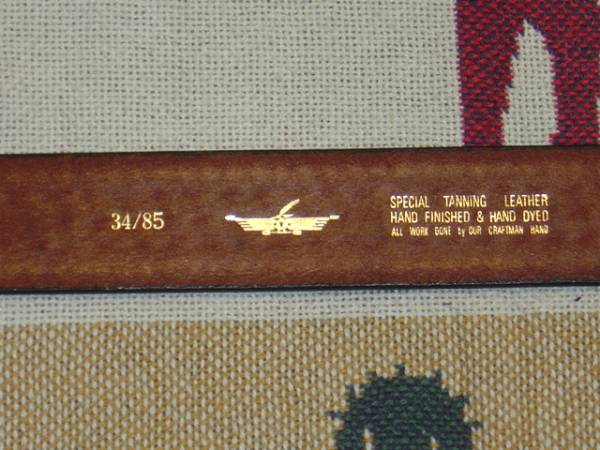 34/85
SPECIAL TANNING LEATHER
HAND FINISHED & HAND DYED
ALL WORK DONE by OUR CRAFTMAN HAND